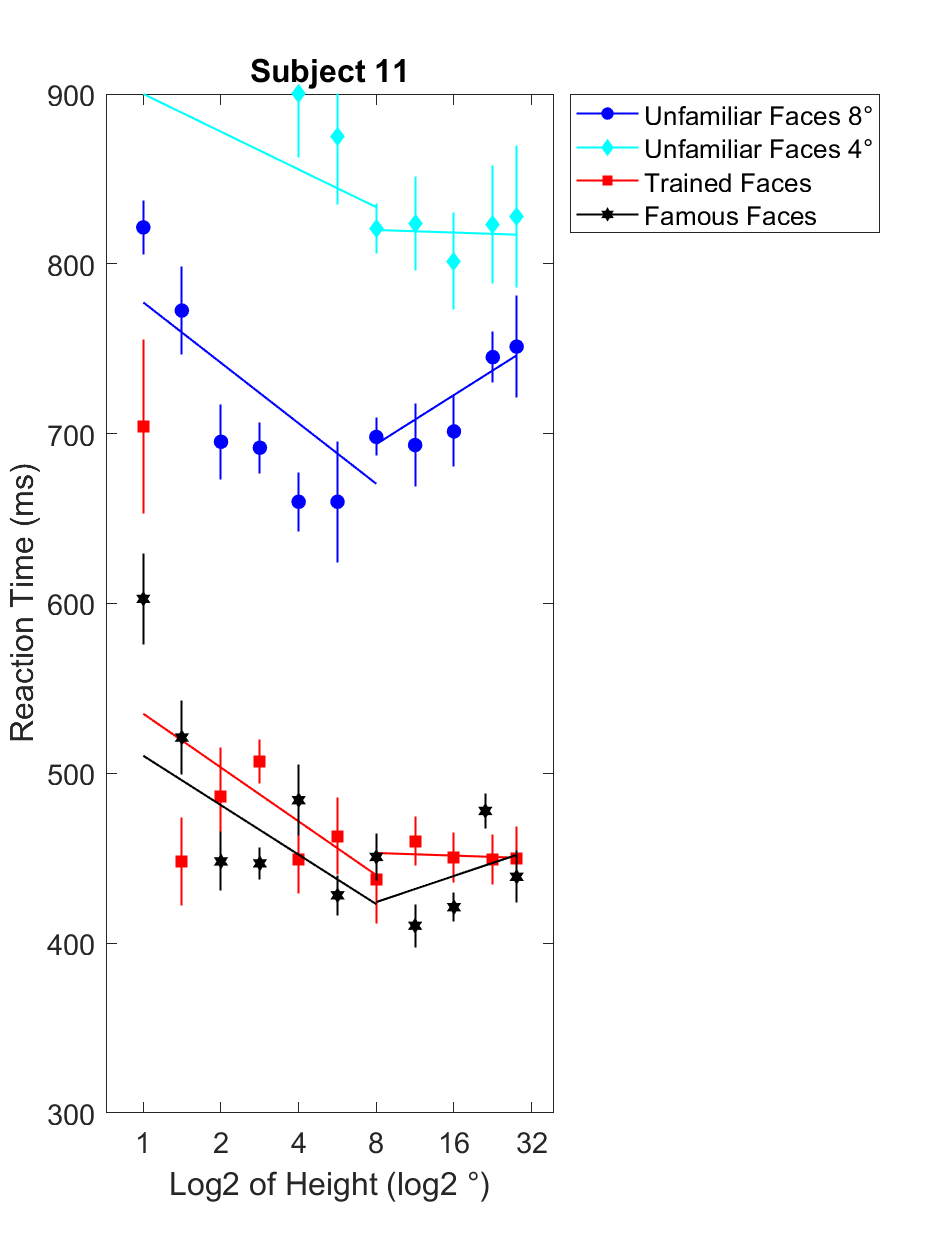 Subject 11
900
800
700
600
500
400
300
Reaction Time (ms)
1 2 4 8 16 32
Log2 of Height (log2 °)
Unfamiliar Faces 8°
Unfamiliar Faces 4°
Trained Faces
Famous Faces